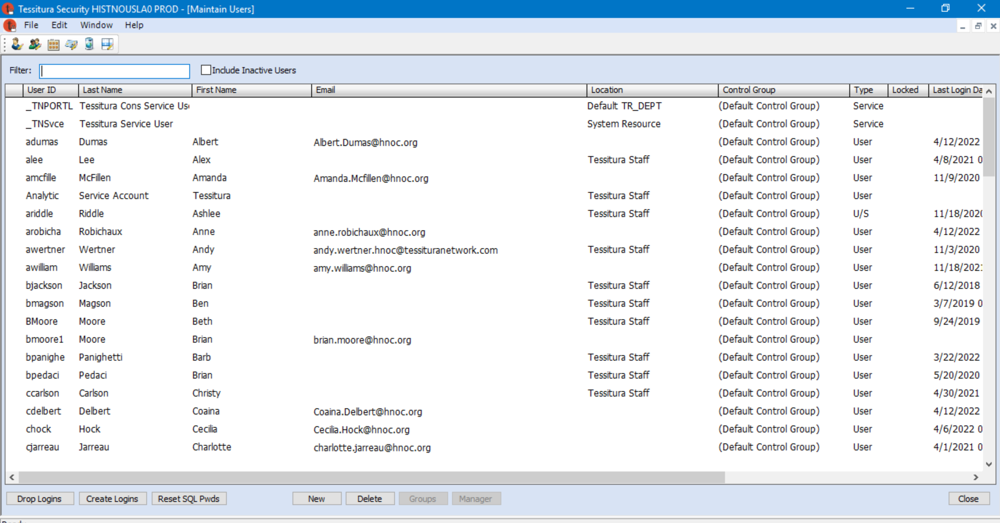 Tessitura Security HISTNOUSLA0 PROD - [Maintain Users]
File Edit Window Help
Filter: Include Inactive Users
User ID Last Name First Name Email Location Control Group Type Locked Last Login Da
_TNPORTL Tessitura Cons Service Use Default TR_DEPT (Default Control Group) Service
_TNSvce Tessitura Service User System Resource (Default Control Group) Service
adumas Dumas Albert Albert.Dumas@hnoc.org (Default Control Group) User 4/12/2022
alee Lee Alex Tessitura Staff (Default Control Group) User 4/8/2021 0
amcfille McFillen Amanda Amanda.Mcfillen@hnoc.org (Default Control Group) User 11/9/2020
Analytic Service Account Tessitura Tessitura Staff (Default Control Group) User
ariddle Riddle Ashlee Tessitura Staff (Default Control Group) U/S 11/18/2020
arobicha Robichaux Anne anne.robichaux@hnoc.org (Default Control Group) User 4/12/2022
awertner Wertner Andy andy.wertner.hnoc@tessituranetwork.com Tessitura Staff (Default Control Group) User 11/3/2020
awilliam Williams Amy amy.williams@hnoc.org (Default Control Group) User 11/18/2021
bjackson Jackson Brian Tessitura Staff (Default Control Group) User 6/12/2018
bmagson Magson Ben Tessitura Staff (Default Control Group) User 3/7/2019 0
BMoore Moore Beth Tessitura Staff (Default Control Group) User 9/24/2019
bmoore1 Moore Brian brian.moore@hnoc.org (Default Control Group) User
bpanighe Panighetti Barb Tessitura Staff (Default Control Group) User 3/22/2022
bpedaci Pedaci Brian Tessitura Staff (Default Control Group) User 5/20/2020
ccarlson Carlson Christy Tessitura Staff (Default Control Group) User 4/30/2021
cdelbert Delbert Coaina Coaina.Delbert@hnoc.org (Default Control Group) User 4/12/2022
chock Hock Cecilia Cecilia.Hock@hnoc.org (Default Control Group) User 4/6/2022 0
cjarreau Jarreau Charlotte charlotte.jarreau@hnoc.org (Default Control Group) User 4/1/2021 0
Drop Logins Create Logins Reset SQL Pwds New Delete Groups Manager Close